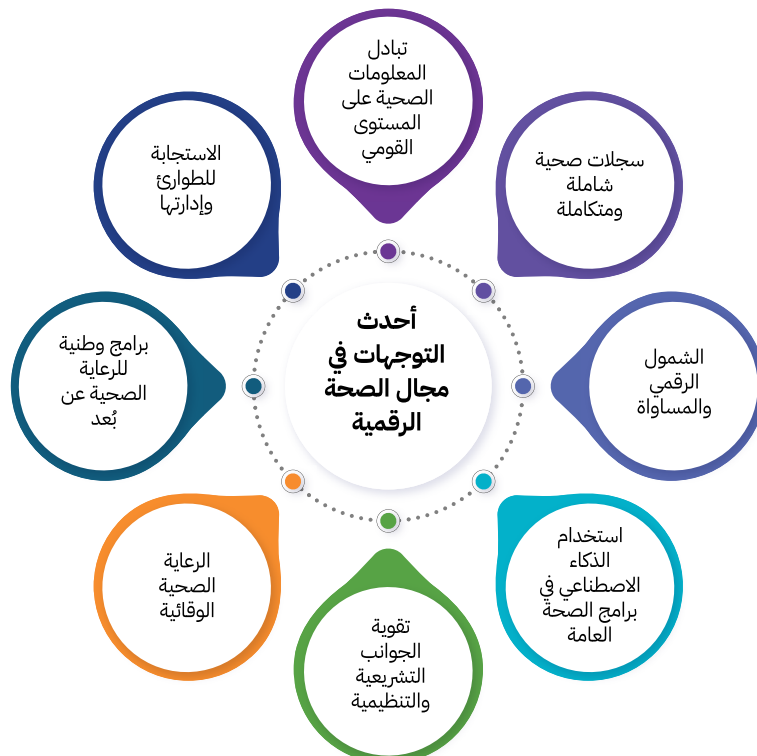 أحدث
التوجهات في
مجال الصحة
الرقمية
تبادل
المعلومات
الصحية على
المستوى
القومي
سجلات صحية
شاملة
ومتكاملة
الشمول
الرقمي
والمساواة
استخدام
الذكاء
الاصطناعي في
برامج الصحة
العامة
تقوية
الجوانب
التشريعية
والتنظيمية
الرعاية
الصحية
الوقائية
برامج وطنية
للرعاية
الصحية عن
بُعد
الاستجابة
للطوارئ
وإدارتها